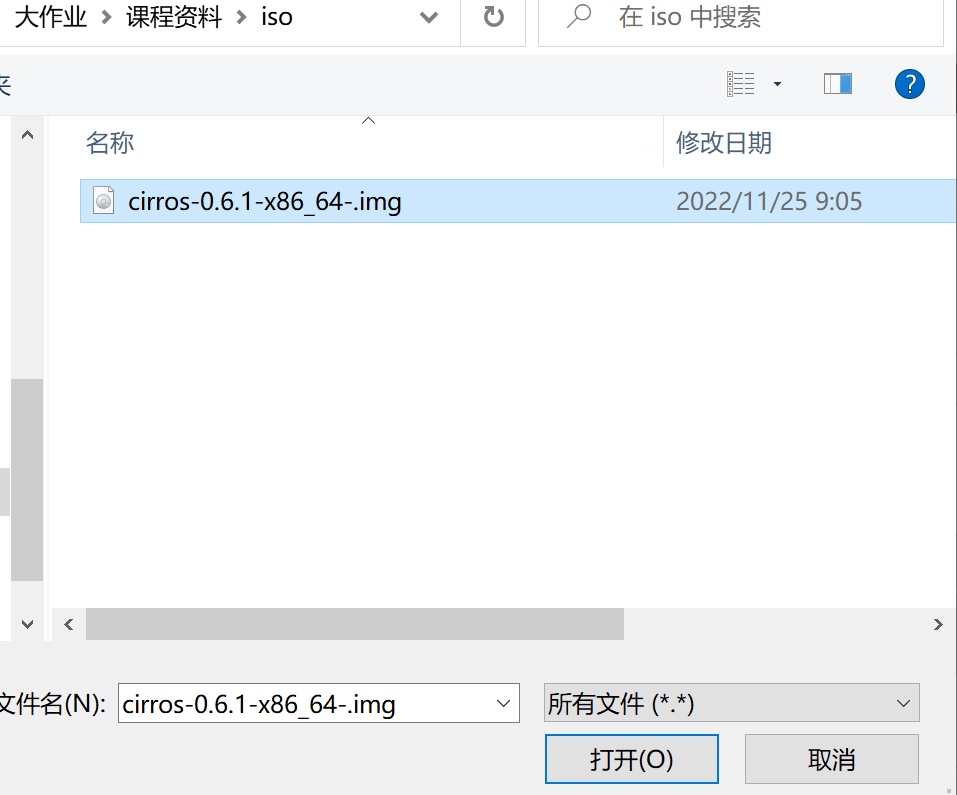 大作业 课程资料 iso 在 iso 中搜索
夹
名称 修改日期
cirros-0.6.1-x86_64-.img 2022/11/25 9:05
文件名(N): cirros-0.6.1-x86_64-.img 所有文件 (*.*)
打开(O) 取消